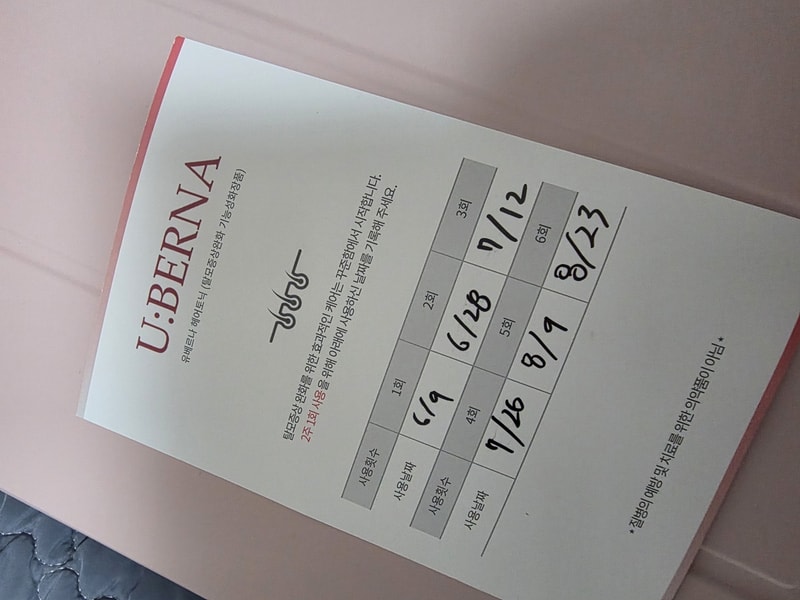 U:BERNA
유베르나 헤어토닉 (탈모증상완화 기능성화장품)
탈모증상 완화를 위한 효과적인 케어는 꾸준함에서 시작합니다.
2주 1회 사용을 위해 아래에 사용하신 날짜를 기록해 주세요.
사용횟수 1회 2회 3회
사용날짜 6/9 6/28 7/12
사용횟수 4회 5회 6회
사용날짜 7/26 8/9 8/23
*질병의 예방 및 치료를 위한 의약품이 아님*